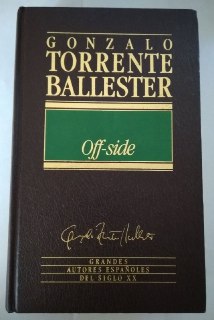 GONZALO
TORRENTE
BALLESTER
Off-side
GRANDES
AUTORES ESPAÑOLES
DEL SIGLO XX